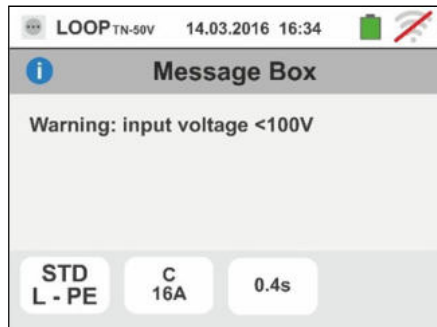 LOOP TN-50V 14.03.2016 16:34
Message Box
Warning: input voltage <100V
STD C 0.4s
L - PE 16A